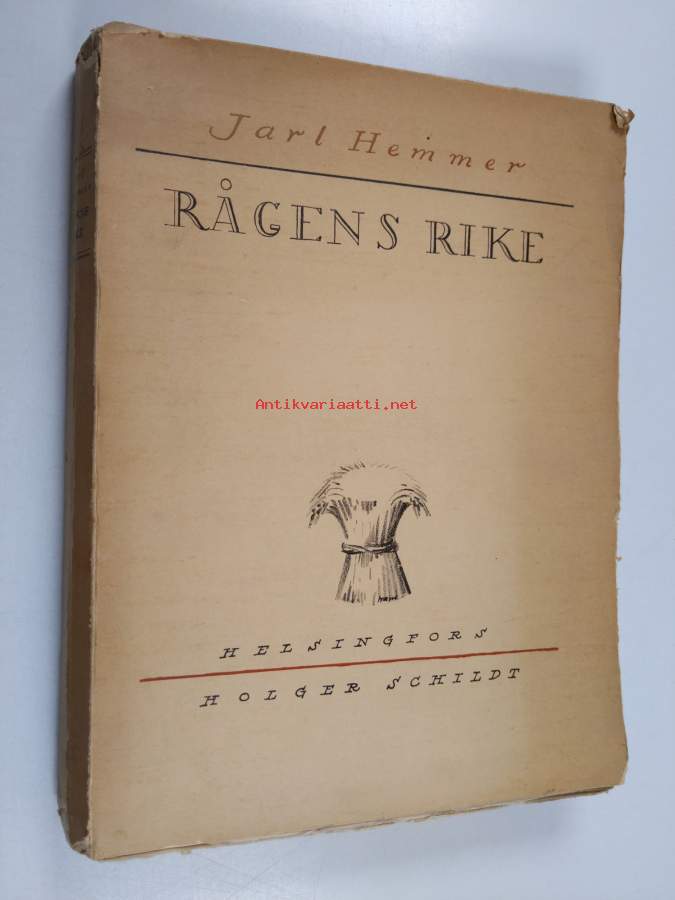 Jarl Hemmer
RÅGENS RIKE
Antikvariaatti.net
HELSINGFORS
HOLGER SCHILDT